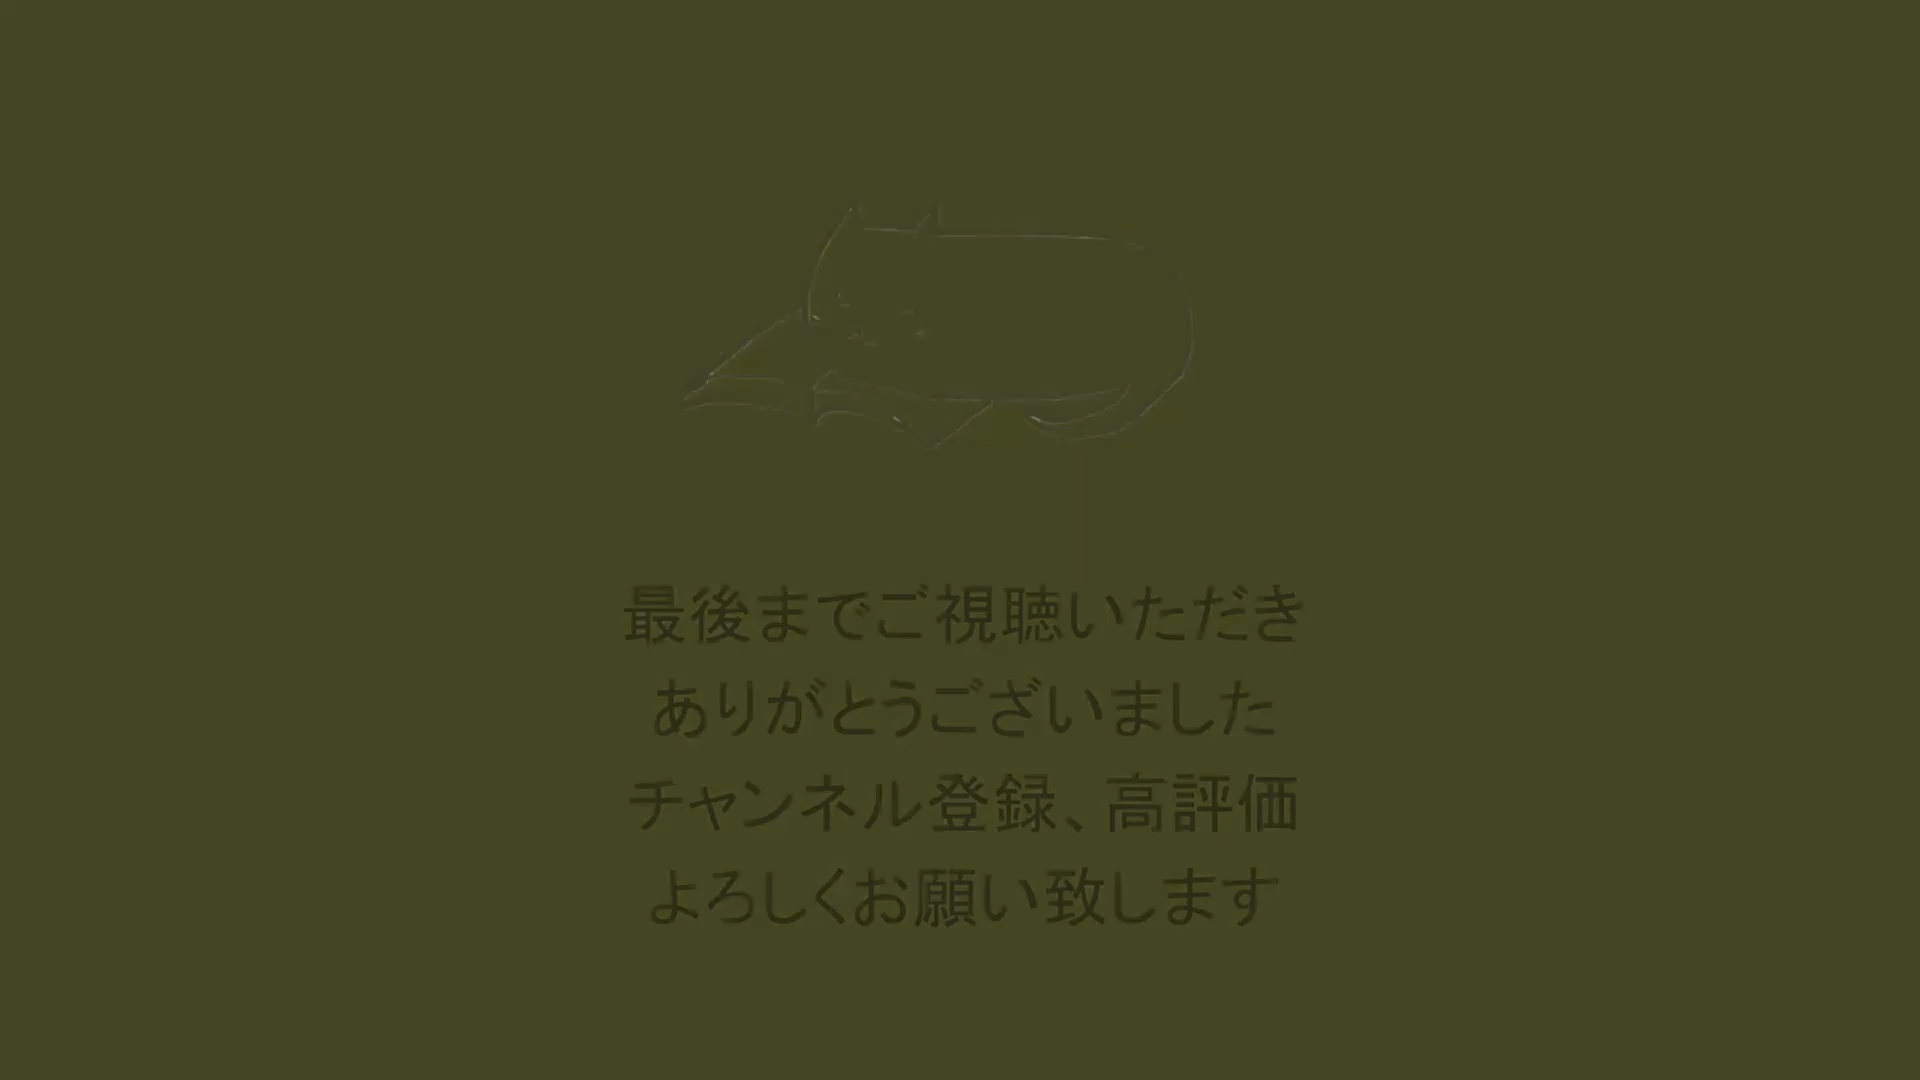 最後までご視聴いただき
ありがとうございました
チャンネル登録、高評価
よろしくお願い致します